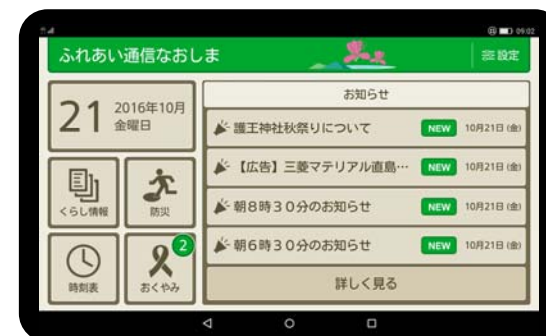 09:02
ふれあい通信なおしま
設定
21
2016年10月
金曜日
くらし情報
防災
時刻表
2
おくやみ
お知らせ
護王神社秋祭りについて NEW 10月21日(金)
【広告】三菱マテリアル直島… NEW 10月21日(金)
朝8時30分のお知らせ NEW 10月21日(金)
朝6時30分のお知らせ NEW 10月21日(金)
詳しく見る